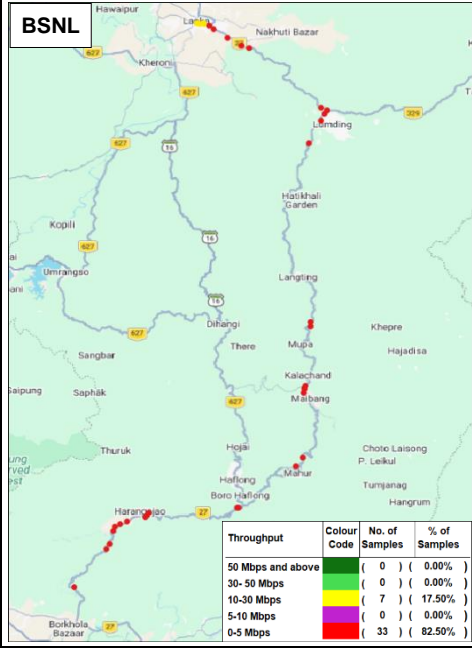 BSNL
Hawaipur
Lanka
Nakhuti Bazar
627
Kheroni
627
Lumding
329
627
16
Hatikhali
Garden
Kopili
627
16
Umrangso
Langting
16
Dihangi
627
There
Mupa
Khepre
Hajadisa
Sangbar
Kalachand
Maibang
Saphäk
627
Thuruk
Hojai
Choto Laisong
P. Leikul
Mahur
Haflong
Tumjanag
Boro Haflong
Hangrum
Harangajao
27
Borkhola
Bazaar
27
Throughput Colour Code No. of Samples % of Samples
50 Mbps and above ( 0 ) ( 0.00% )
30- 50 Mbps ( 0 ) ( 0.00% )
10-30 Mbps ( 7 ) ( 17.50% )
5-10 Mbps ( 0 ) ( 0.00% )
0-5 Mbps ( 33 ) ( 82.50% )